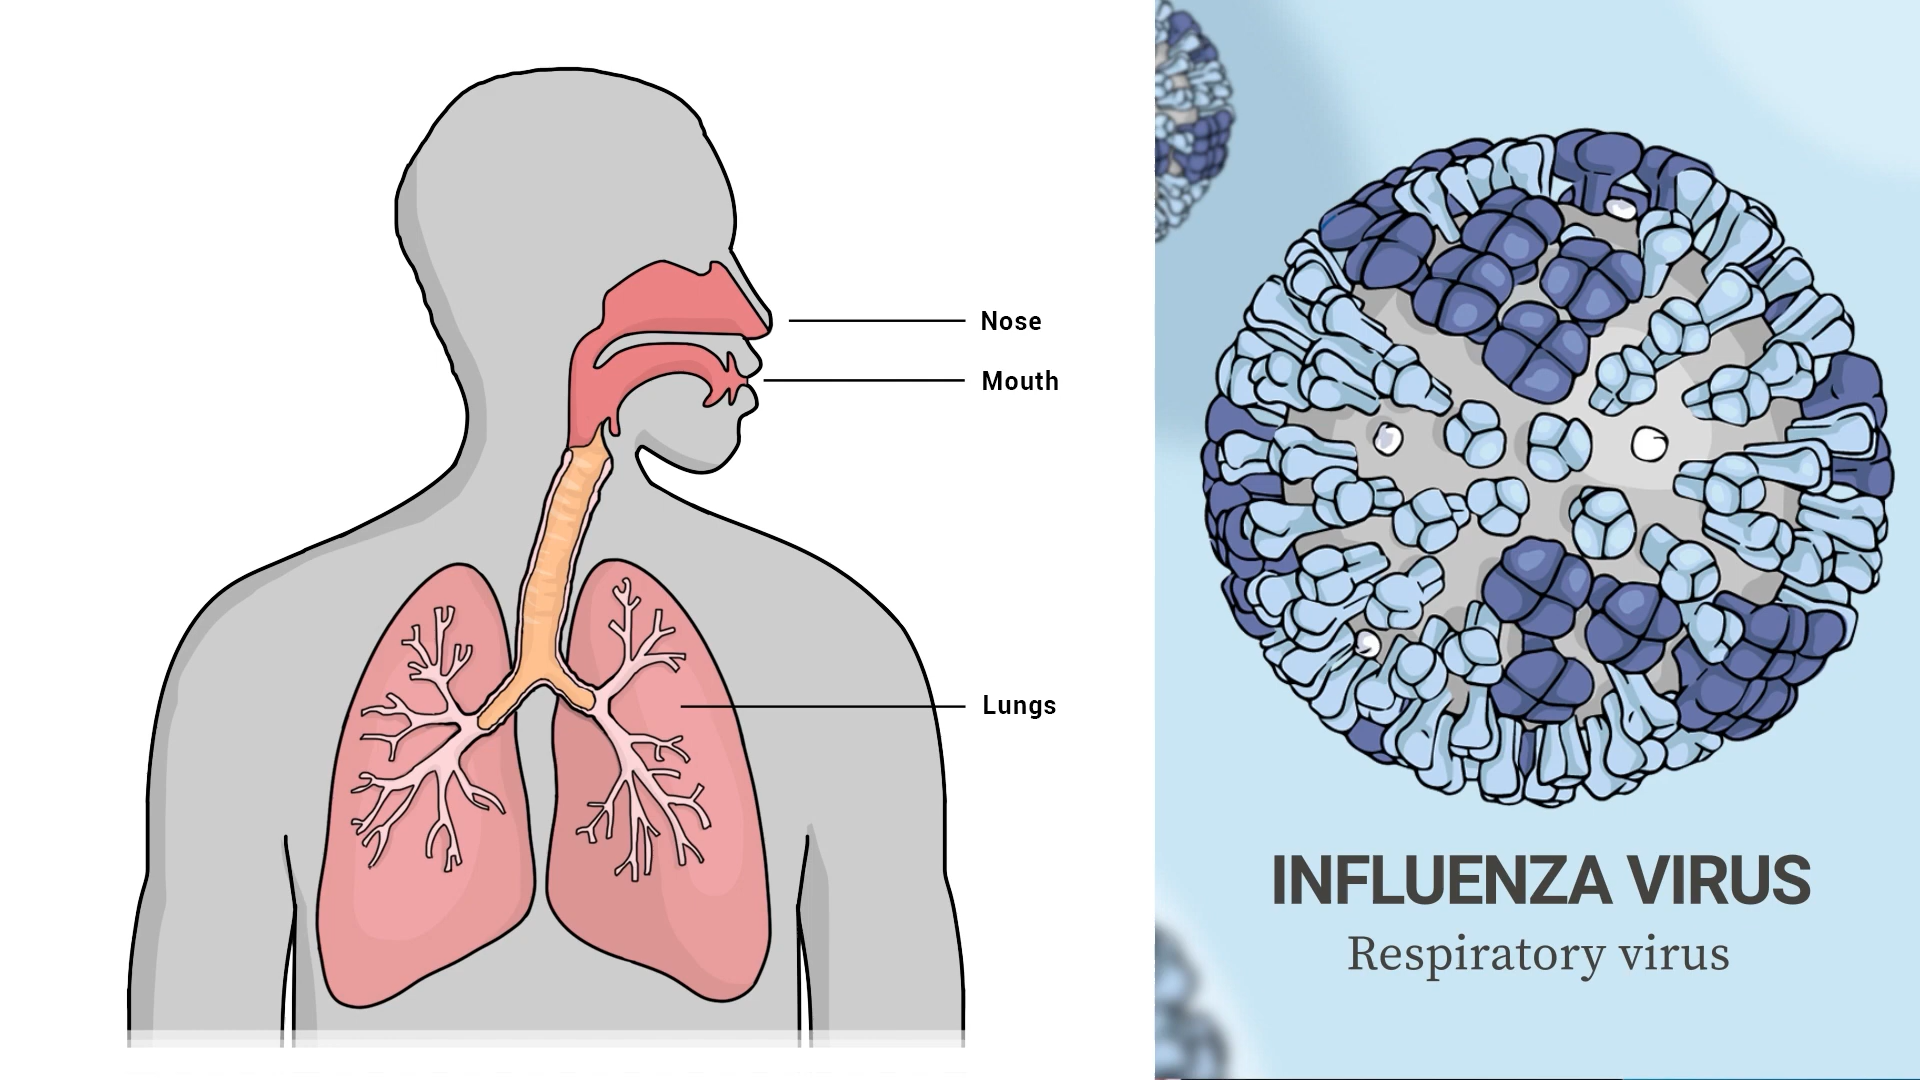 Nose
Mouth
Lungs
INFLUENZA VIRUS
Respiratory virus